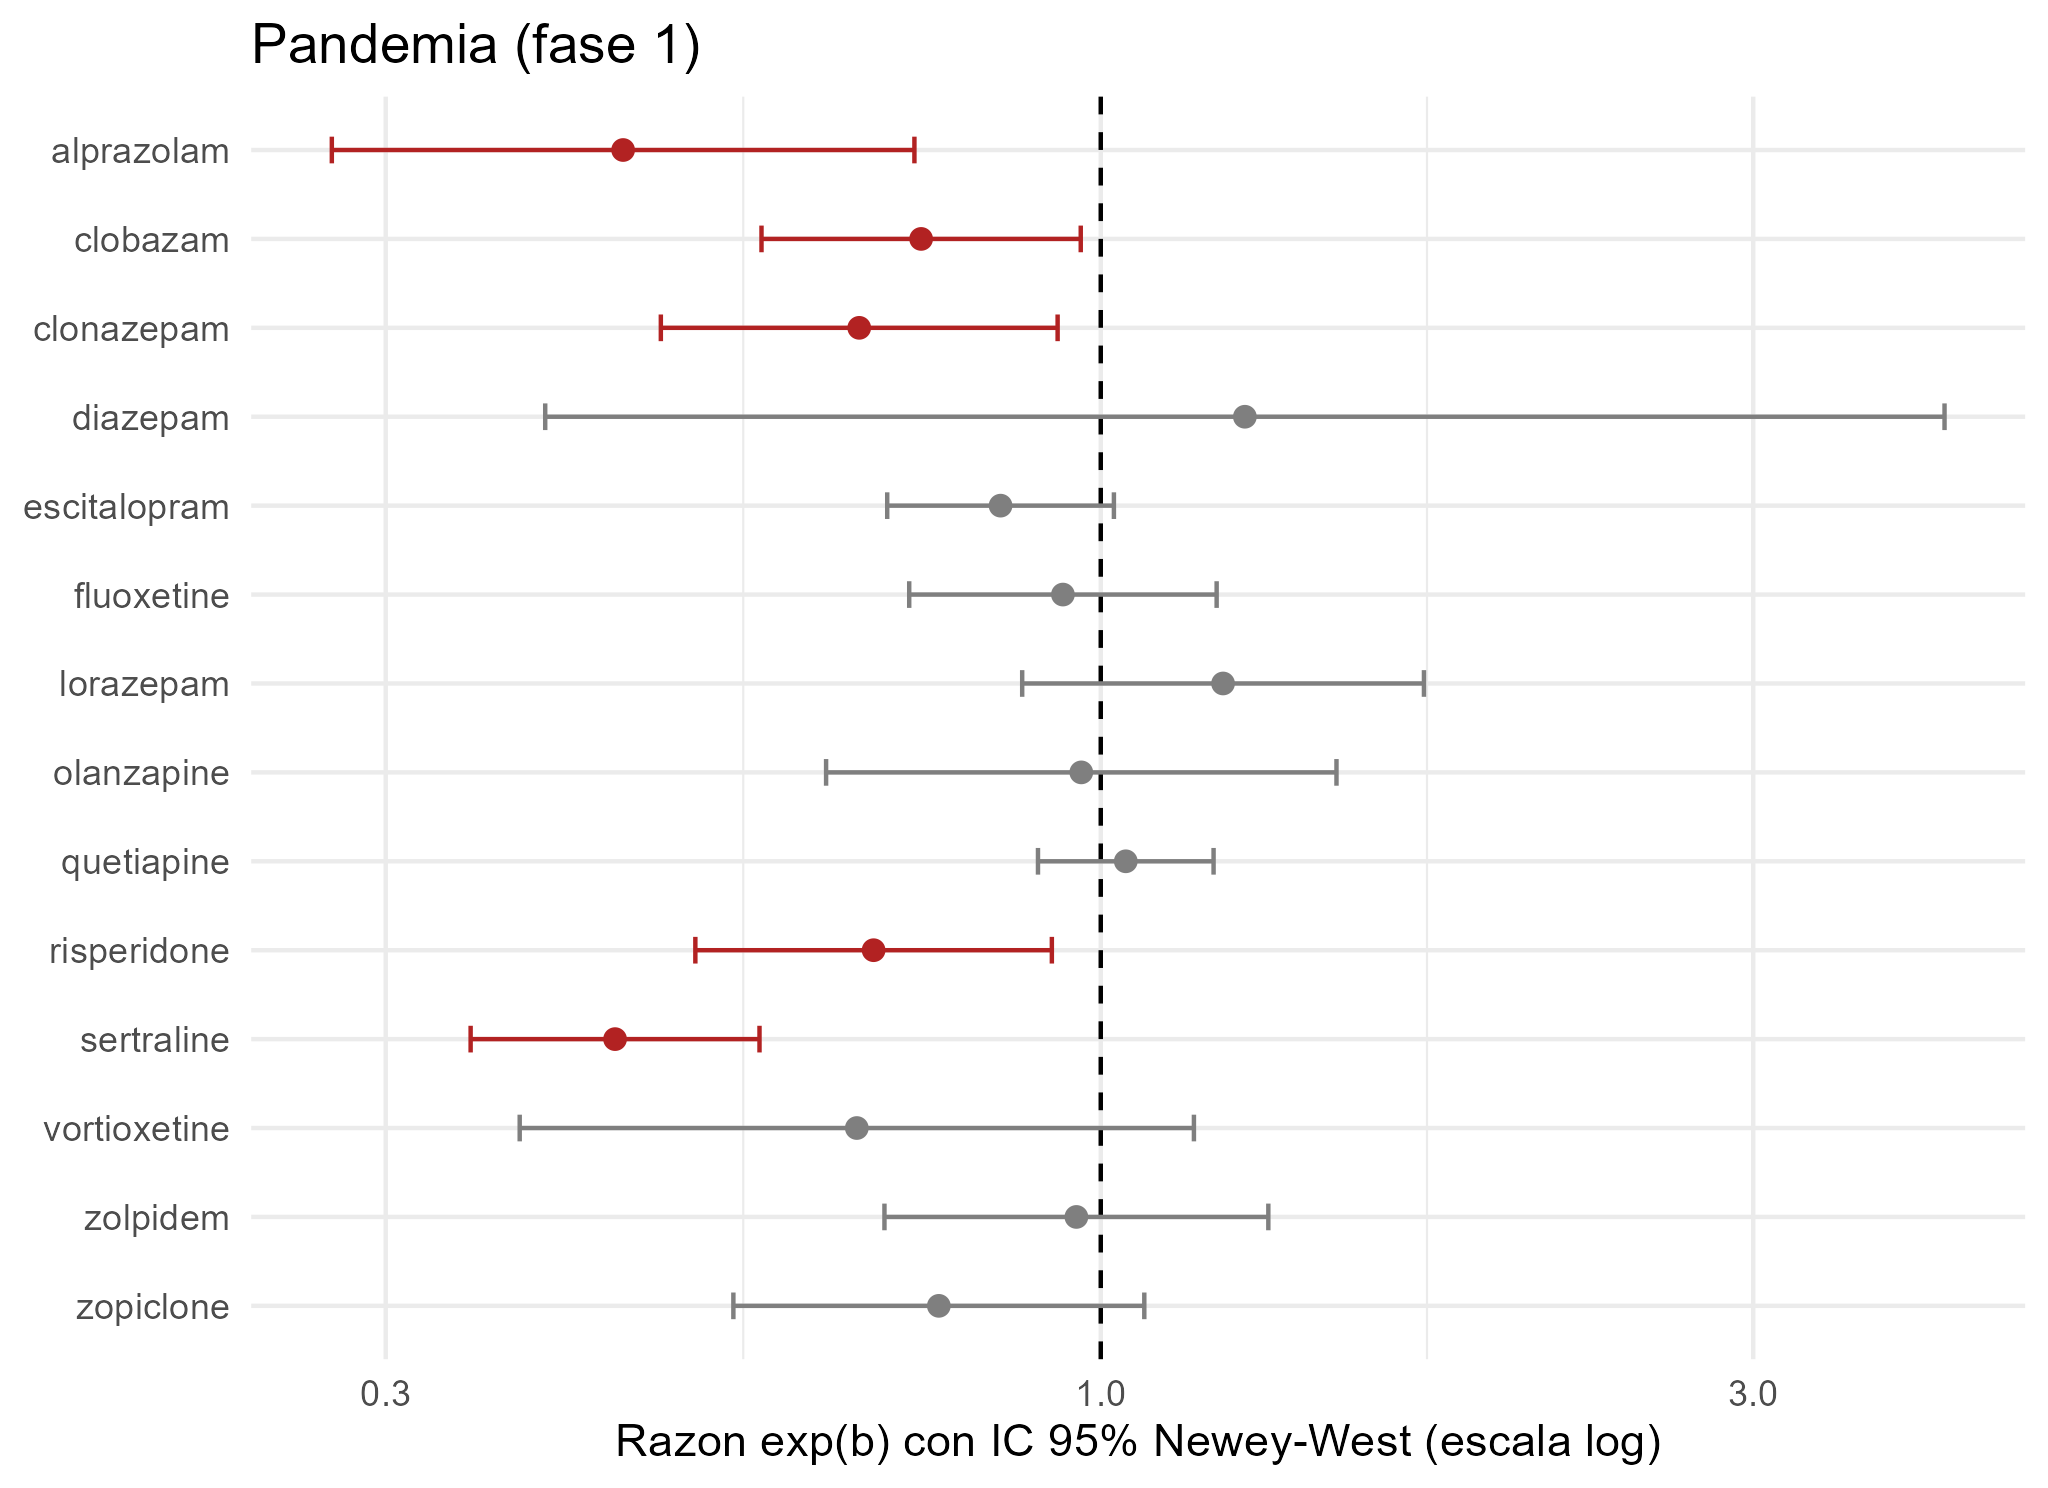 Pandemia (fase 1)
alprazolam
clobazam
clonazepam
diazepam
escitalopram
fluoxetine
lorazepam
olanzapine
quetiapine
risperidone
sertraline
vortioxetine
zolpidem
zopiclone
0.3 1.0 3.0
Razon exp(b) con IC 95% Newey-West (escala log)